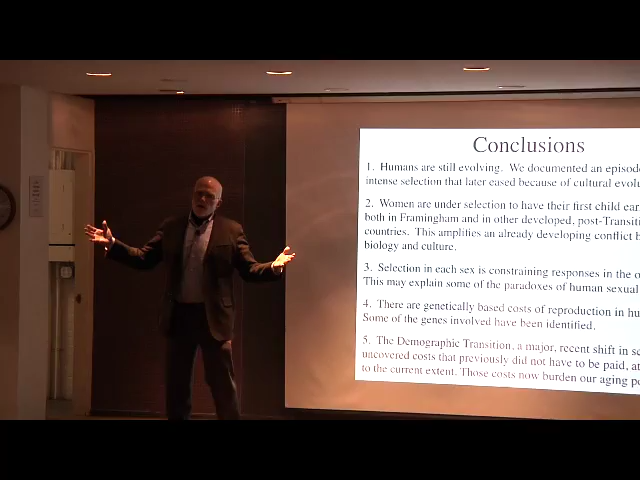 Conclusions
1. Humans are still evolving. We documented an episode
intense selection that later eased because of cultural evolu
2. Women are under selection to have their first child ear
both in Framingham and in other developed, post-Transiti
countries. This amplifies an already developing conflict b
biology and culture.
3. Selection in each sex is constraining responses in the o
This may explain some of the paradoxes of human sexual
4. There are genetically based costs of reproduction in hu
Some of the genes involved have been identified.
5. The Demographic Transition, a major, recent shift in se
uncovered costs that previously did not have to be paid, at
to the current extent. Those costs now burden our aging po